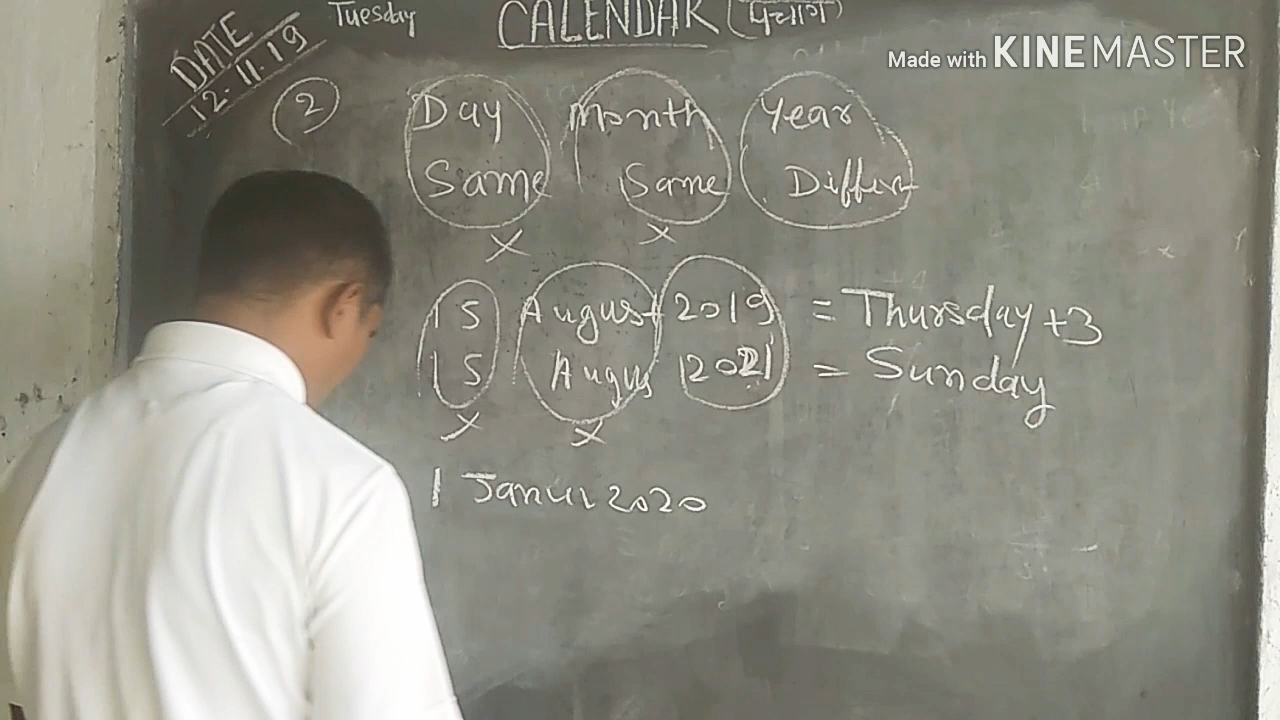 DATE
12.11.19
Tuesday
CALENDAR (पंचांग)
Made with KINEMASTER
2
Day Month Year
Same Same Differnt
X X
15 August 2019 = Thursday +3
15 Augus 2021 = Sunday
X X
1 Janu 2020